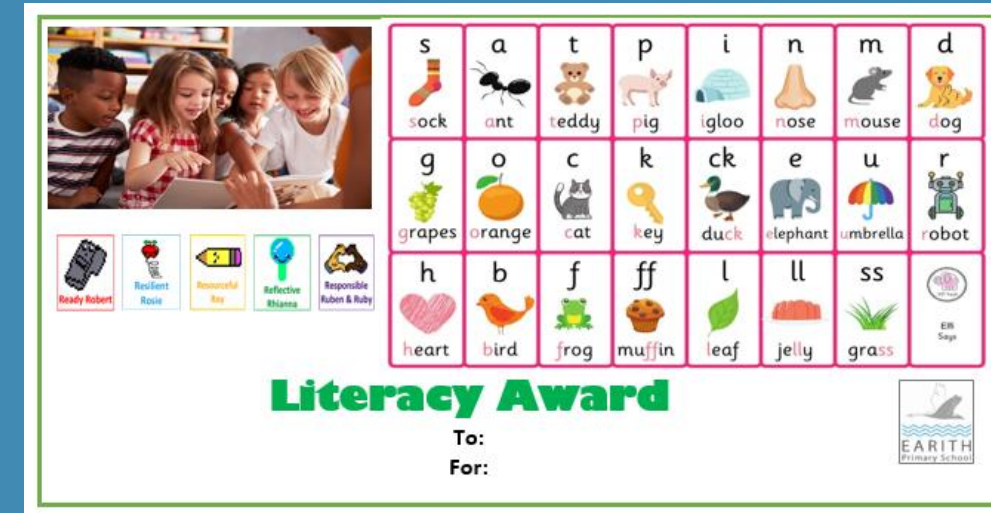 s a t p i n m d
sock ant teddy pig igloo nose mouse dog
g o c k ck e u r
grapes orange cat key duck elephant umbrella robot
h b f ff l ll ss
Elfi
Says
heart bird frog muffin leaf jelly grass
Ready Robert
Resilient
Rosie
Resourceful
Ray
Reflective
Rhianna
Responsible
Ruben & Ruby
Literacy Award
To:
For:
EARITH
Primary School